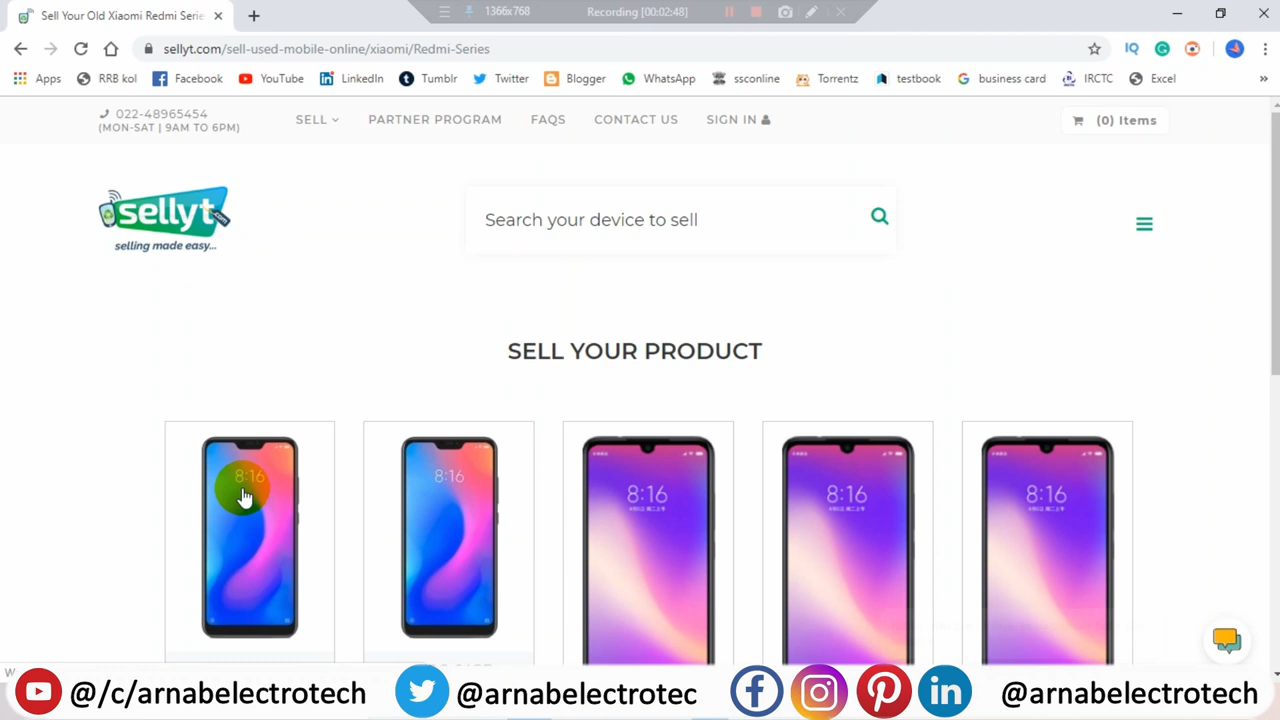 Sell Your Old Xiaomi Redmi Serie
1366x768
Recording [00:02:48]
sellyt.com/sell-used-mobile-online/xiaomi/Redmi-Series
IQ
Apps RRB kol Facebook YouTube LinkedIn Tumblr Twitter Blogger WhatsApp ssconline Torrentz testbook business card IRCTC Excel »
022-48965454
(MON-SAT | 9AM TO 6PM)
SELL PARTNER PROGRAM FAQS CONTACT US SIGN IN (0) Items
sellyt.com
selling made easy...
Search your device to sell
SELL YOUR PRODUCT
8:16 8:16 8:16 8:16 8:16
@/c/arnabelectrotech @arnabelectrotec @arnabelectrotech